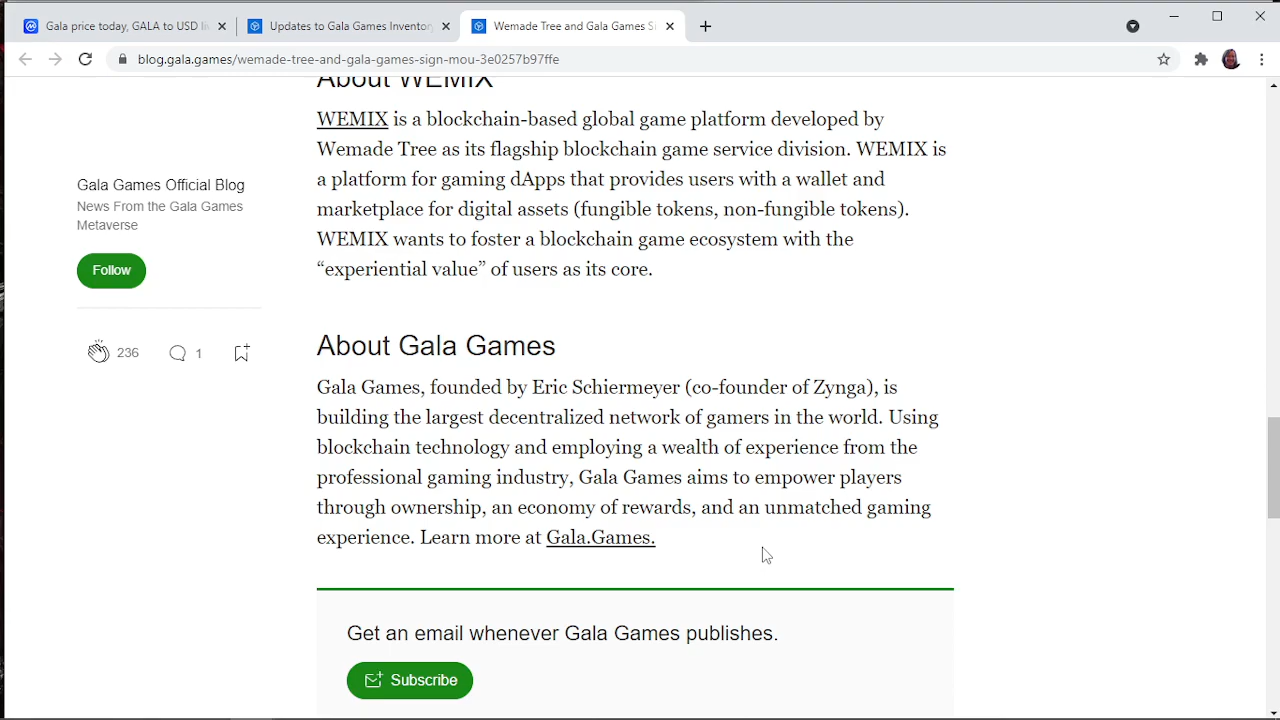 Gala price today, GALA to USD li
Updates to Gala Games Inventory
Wemade Tree and Gala Games Si
blog.gala.games/wemade-tree-and-gala-games-sign-mou-3e0257b97ffe
About WEMIX
WEMIX is a blockchain-based global game platform developed by
Wemade Tree as its flagship blockchain game service division. WEMIX is
a platform for gaming dApps that provides users with a wallet and
marketplace for digital assets (fungible tokens, non-fungible tokens).
WEMIX wants to foster a blockchain game ecosystem with the
“experiential value” of users as its core.
Gala Games Official Blog
News From the Gala Games
Metaverse
Follow
236
1
About Gala Games
Gala Games, founded by Eric Schiermeyer (co-founder of Zynga), is
building the largest decentralized network of gamers in the world. Using
blockchain technology and employing a wealth of experience from the
professional gaming industry, Gala Games aims to empower players
through ownership, an economy of rewards, and an unmatched gaming
experience. Learn more at Gala.Games.
Get an email whenever Gala Games publishes.
Subscribe